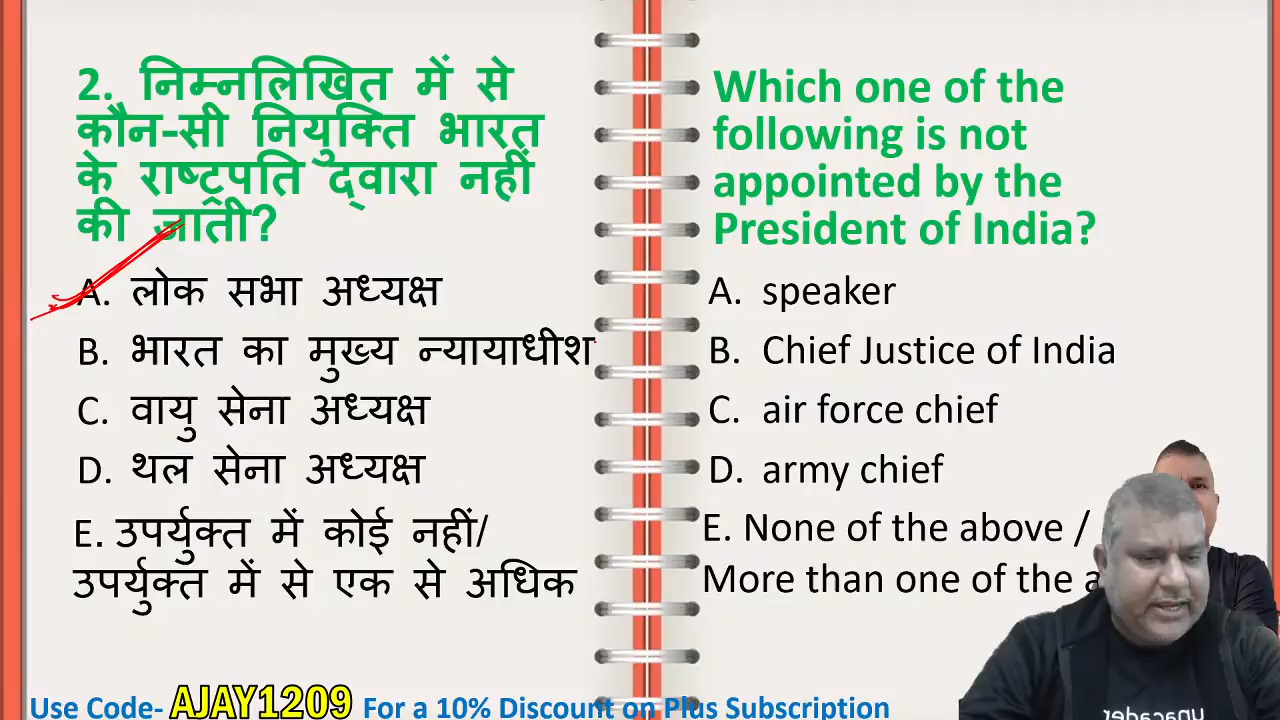 2. निम्नलिखित में से
कौन-सी नियुक्ति भारत
के राष्ट्रपति द्वारा नहीं
की जाती?
A. लोक सभा अध्यक्ष
B. भारत का मुख्य न्यायाधीश
C. वायु सेना अध्यक्ष
D. थल सेना अध्यक्ष
E. उपर्युक्त में कोई नहीं/
उपर्युक्त में से एक से अधिक
Which one of the
following is not
appointed by the
President of India?
A. speaker
B. Chief Justice of India
C. air force chief
D. army chief
E. None of the above /
More than one of the
Use Code- AJAY1209 For a 10% Discount on Plus Subscription